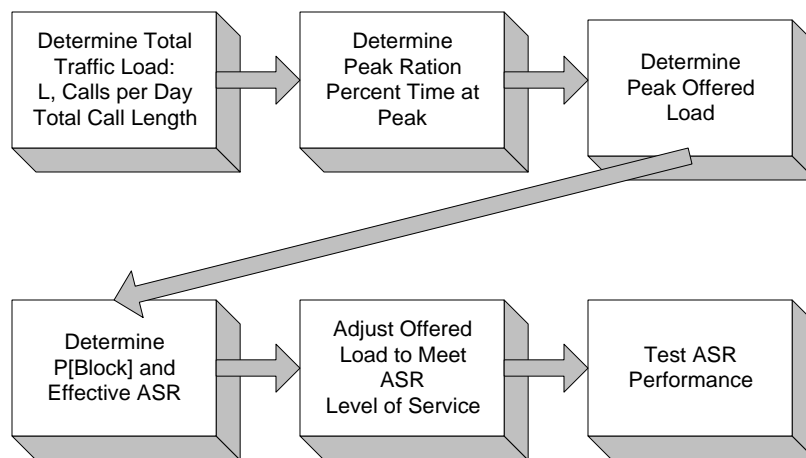 Determine Total
Traffic Load:
L, Calls per Day
Total Call Length
Determine
Peak Ration
Percent Time at
Peak
Determine
Peak Offered
Load
Determine
P[Block] and
Effective ASR
Adjust Offered
Load to Meet
ASR
Level of Service
Test ASR
Performance